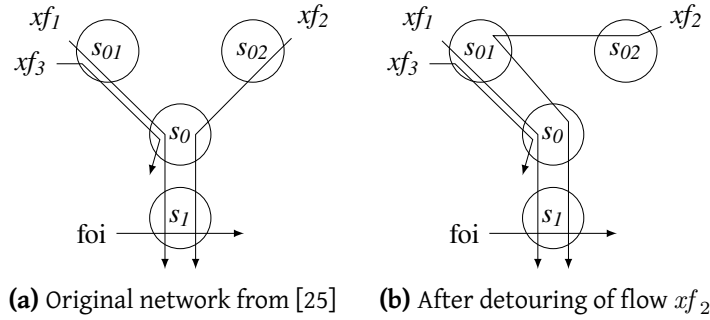 xf1 xf2 xf1 xf2
s01 s02 s01 s02
xf3 xf3
s0 s0
s1 s1
foi foi
(a) Original network from [25] (b) After detouring of flow xf2